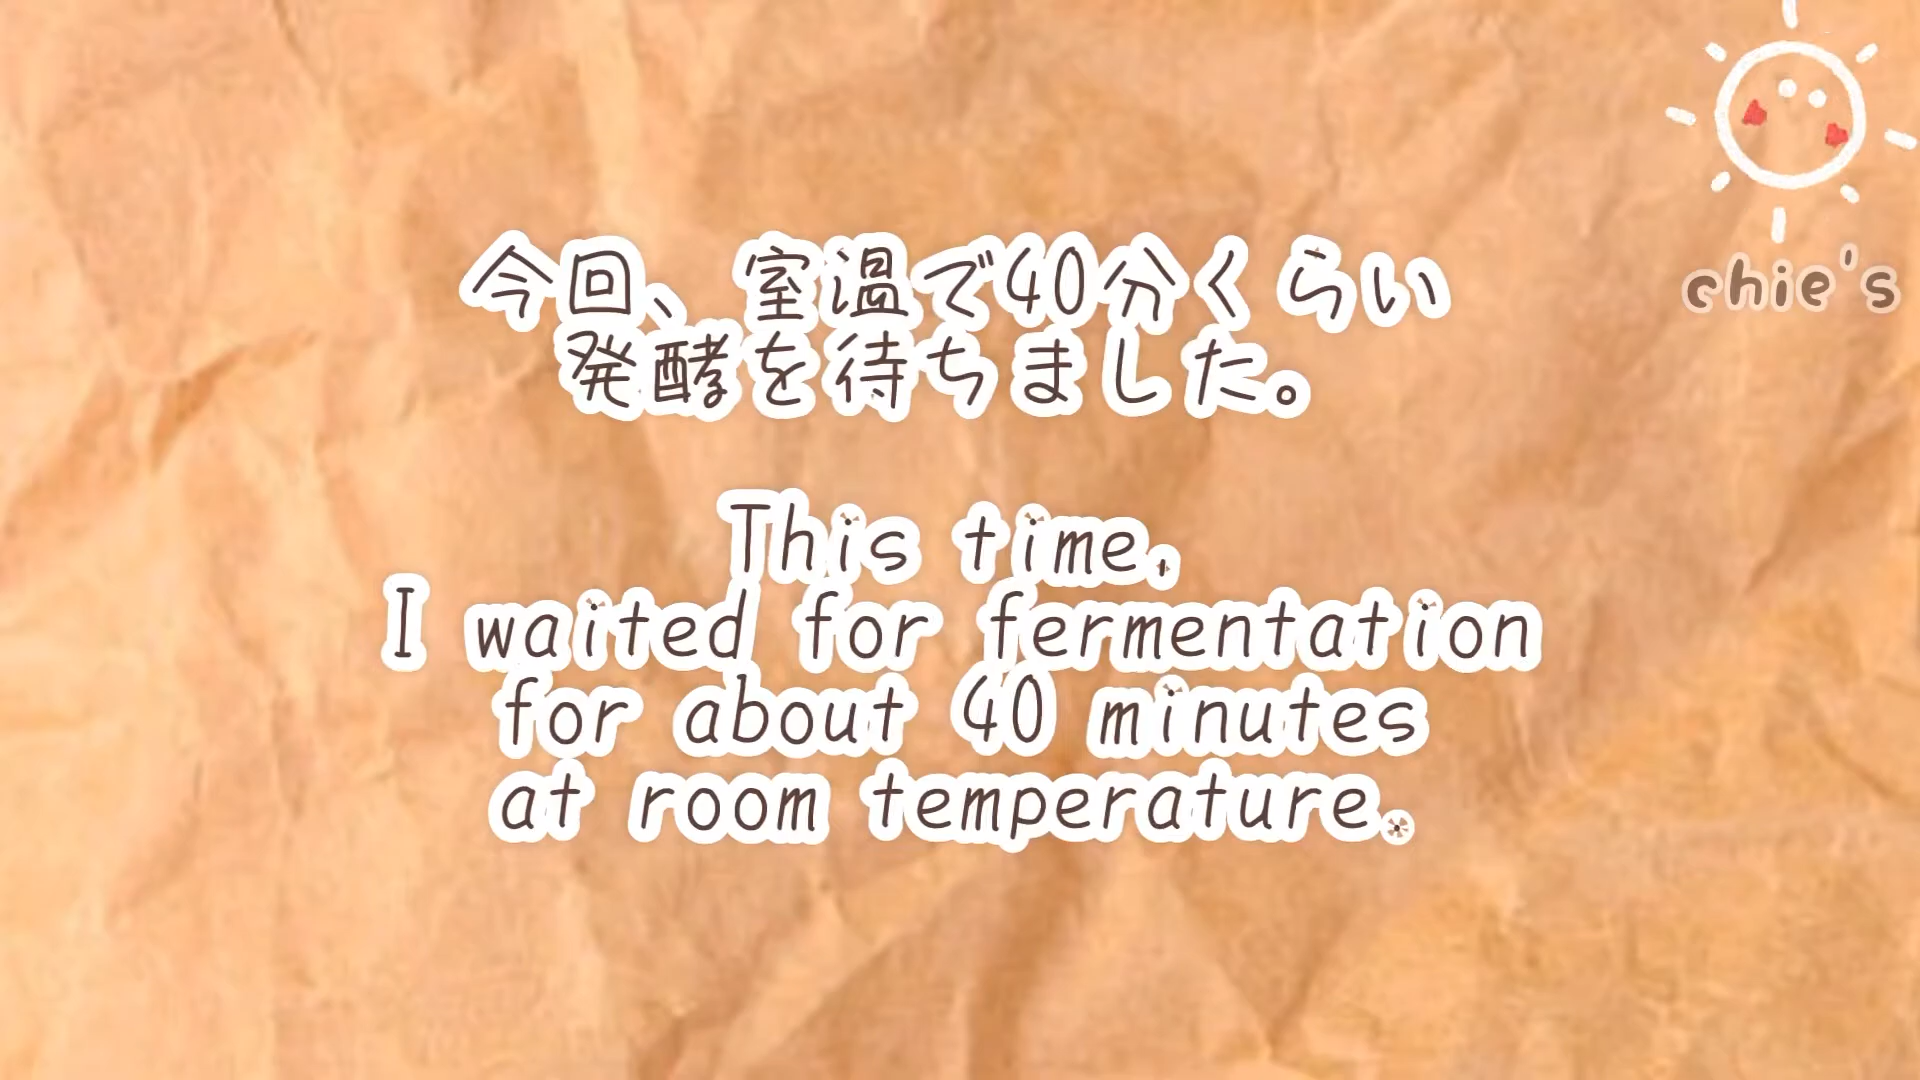 今回、室温で40分くらい
発酵を待ちました。
This time,
I waited for fermentation
for about 40 minutes
at room temperature.
chie's